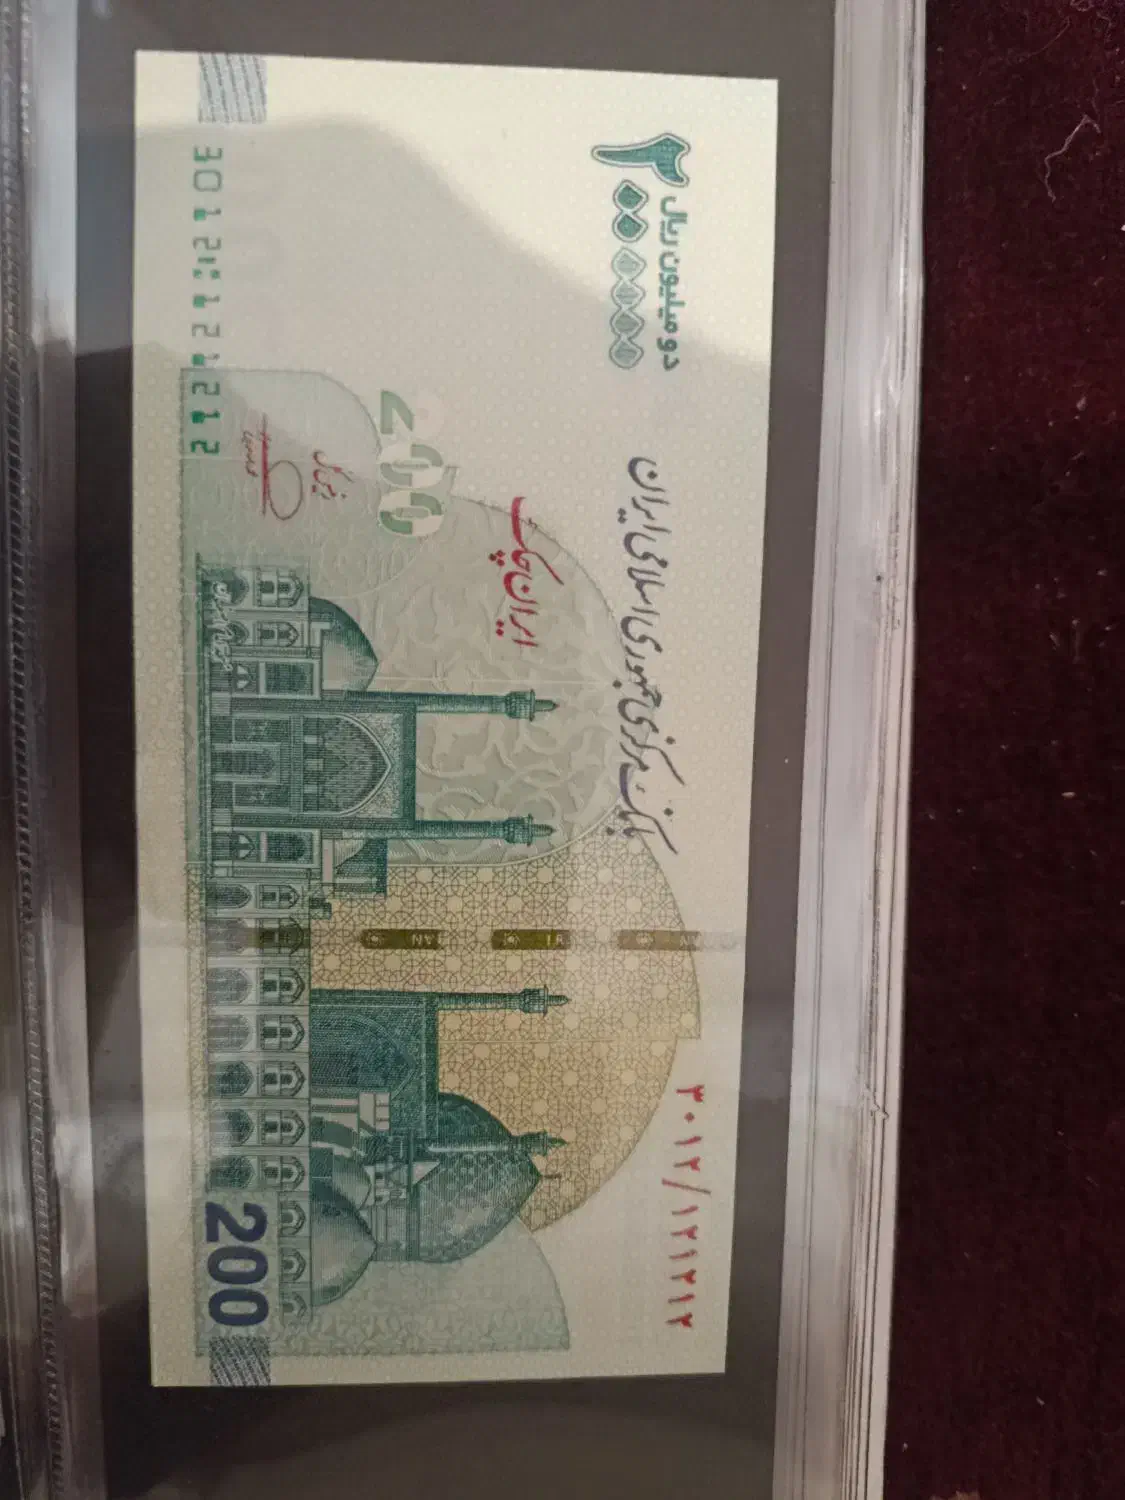 بانک مرکزی جمهوری اسلامی ایران
دو میلیون ریال
۲۰۰۰۰۰۰
۳۰۱۲/۱۲۱۲۱۲
ایران چک
200
200